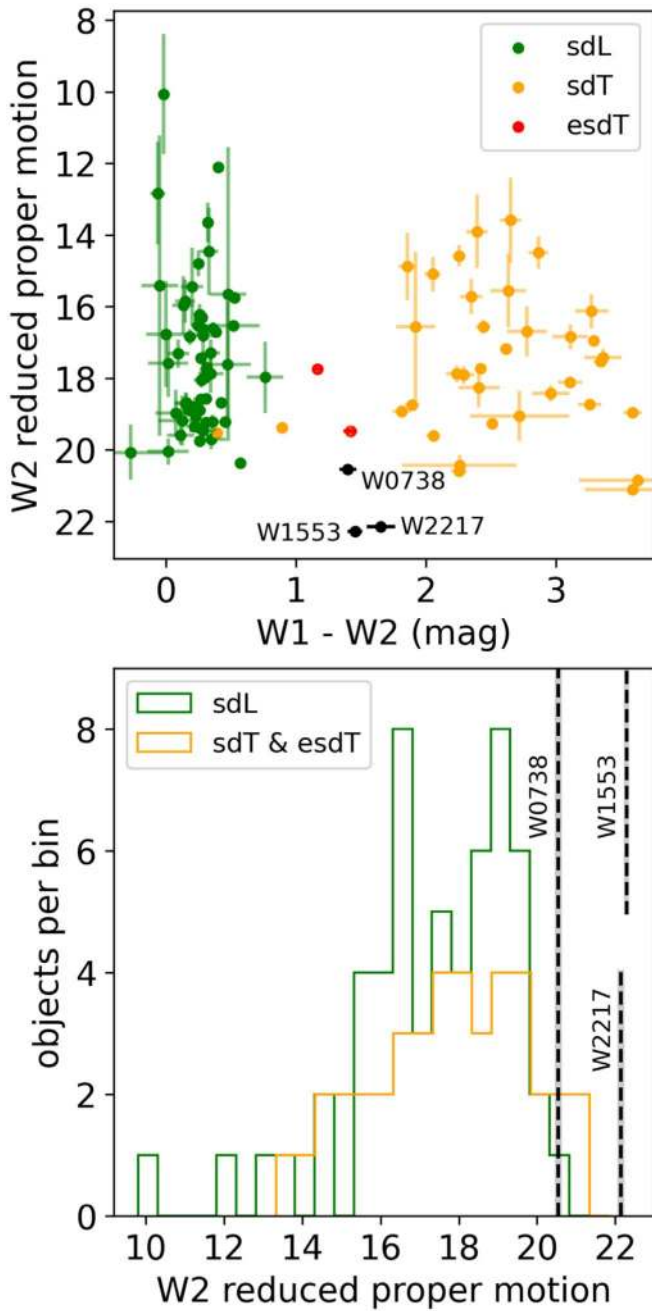 8
10
12
14
16
18
20
22
W2 reduced proper motion
sdL
sdT
esdT
W0738
W1553
W2217
0
1
2
3
W1 - W2 (mag)
8
6
4
2
0
objects per bin
sdL
sdT & esdT
W0738
W1553
W2217
10
12
14
16
18
20
22
W2 reduced proper motion